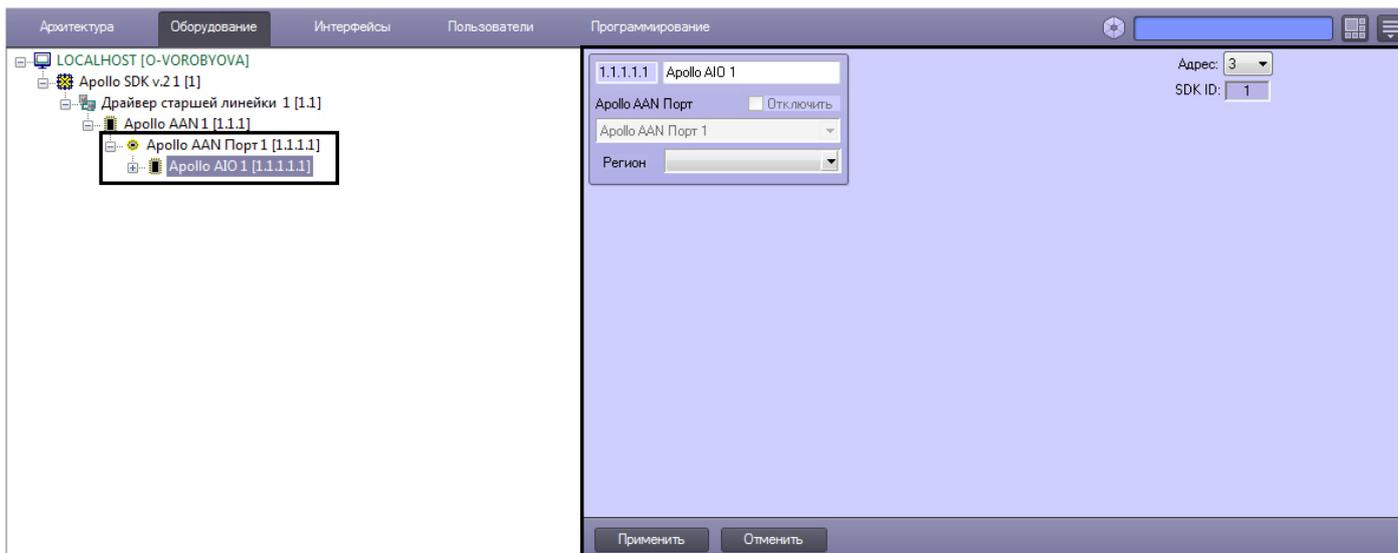 Архитектура Оборудование Интерфейсы Пользователи Программирование
LOCALHOST [O-VOROBYOVA]
Apollo SDK v.2 1 [1]
Драйвер старшей линейки 1 [1.1]
Apollo AAN 1 [1.1.1]
Apollo AAN Порт 1 [1.1.1.1]
Apollo AIO 1 [1.1.1.1.1]
1.1.1.1.1 Apollo AIO 1
Apollo AAN Порт Отключить
Apollo AAN Порт 1
Регион
Адрес: 3
SDK ID: 1
Применить Отменить